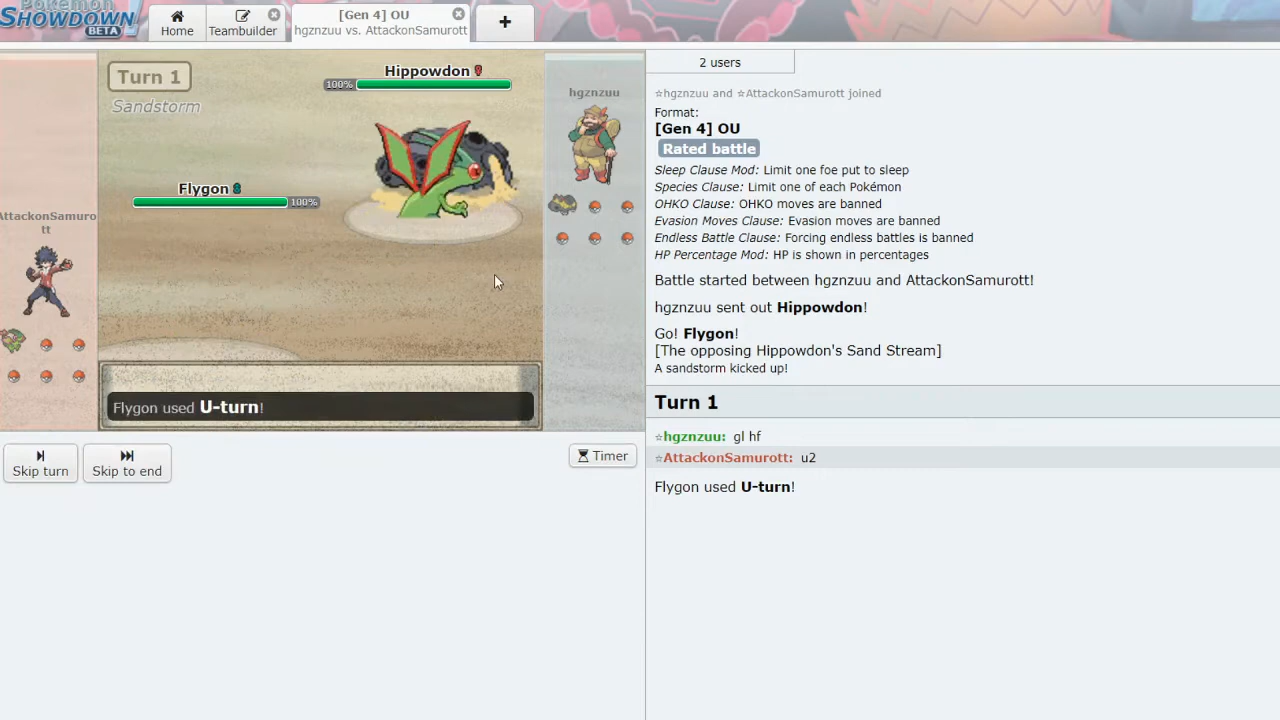 Pokémon
SHOWDOWN
BETA
Home
Teambuilder
[Gen 4] OU
hgznzuu vs. AttackonSamurott
+
Turn 1
Sandstorm
Hippowdon
100%
Flygon
100%
hgznzuu
AttackonSamuro
tt
Flygon used U-turn!
Skip turn
Skip to end
Timer
2 users
☆hgznzuu and ☆AttackonSamurott joined
Format:
[Gen 4] OU
Rated battle
Sleep Clause Mod: Limit one foe put to sleep
Species Clause: Limit one of each Pokémon
OHKO Clause: OHKO moves are banned
Evasion Moves Clause: Evasion moves are banned
Endless Battle Clause: Forcing endless battles is banned
HP Percentage Mod: HP is shown in percentages
Battle started between hgznzuu and AttackonSamurott!
hgznzuu sent out Hippowdon!
Go! Flygon!
[The opposing Hippowdon's Sand Stream]
A sandstorm kicked up!
Turn 1
☆hgznzuu: gl hf
☆AttackonSamurott: u2
Flygon used U-turn!